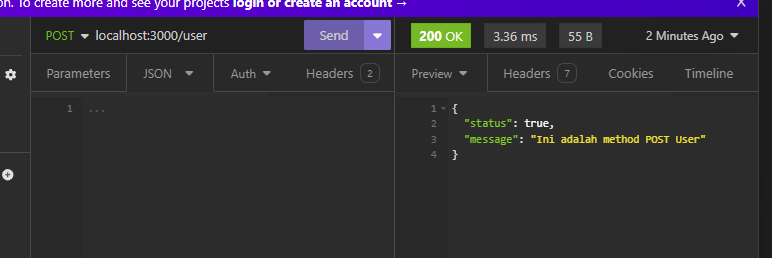 on. To create more and see your projects login or create an account →
X
POST localhost:3000/user
Send
200 OK
3.36 ms
55 B
2 Minutes Ago
Parameters
JSON
Auth
Headers 2
Preview
Headers 7
Cookies
Timeline
1 ...
1 {
2 "status": true,
3 "message": "Ini adalah method POST User"
4 }